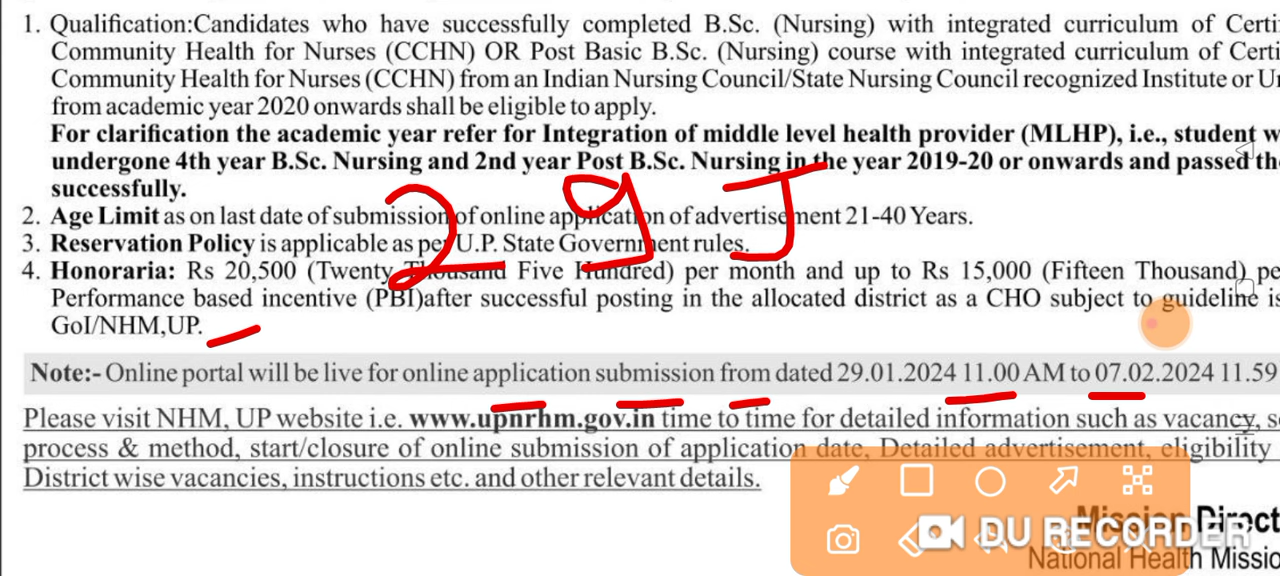 1. Qualification:Candidates who have successfully completed B.Sc. (Nursing) with integrated curriculum of Certi
Community Health for Nurses (CCHN) OR Post Basic B.Sc. (Nursing) course with integrated curriculum of Certi
Community Health for Nurses (CCHN) from an Indian Nursing Council/State Nursing Council recognized Institute or U
from academic year 2020 onwards shall be eligible to apply.
For clarification the academic year refer for Integration of middle level health provider (MLHP), i.e., student w
undergone 4th year B.Sc. Nursing and 2nd year Post B.Sc. Nursing in the year 2019-20 or onwards and passed th
successfully.
2. Age Limit as on last date of submission of online application of advertisement 21-40 Years.
3. Reservation Policy is applicable as per U.P. State Government rules.
4. Honoraria: Rs 20,500 (Twenty Thousand Five Hundred) per month and up to Rs 15,000 (Fifteen Thousand) pe
Performance based incentive (PBI)after successful posting in the allocated district as a CHO subject to guideline is
GoI/NHM,UP.
29 J
Note:- Online portal will be live for online application submission from dated 29.01.2024 11.00 AM to 07.02.2024 11.59
Please visit NHM, UP website i.e. www.upnrhm.gov.in time to time for detailed information such as vacancy, s
process & method, start/closure of online submission of application date, Detailed advertisement, eligibility
District wise vacancies, instructions etc. and other relevant details.
Mission Direct
DU RECORDER
National Health Missio